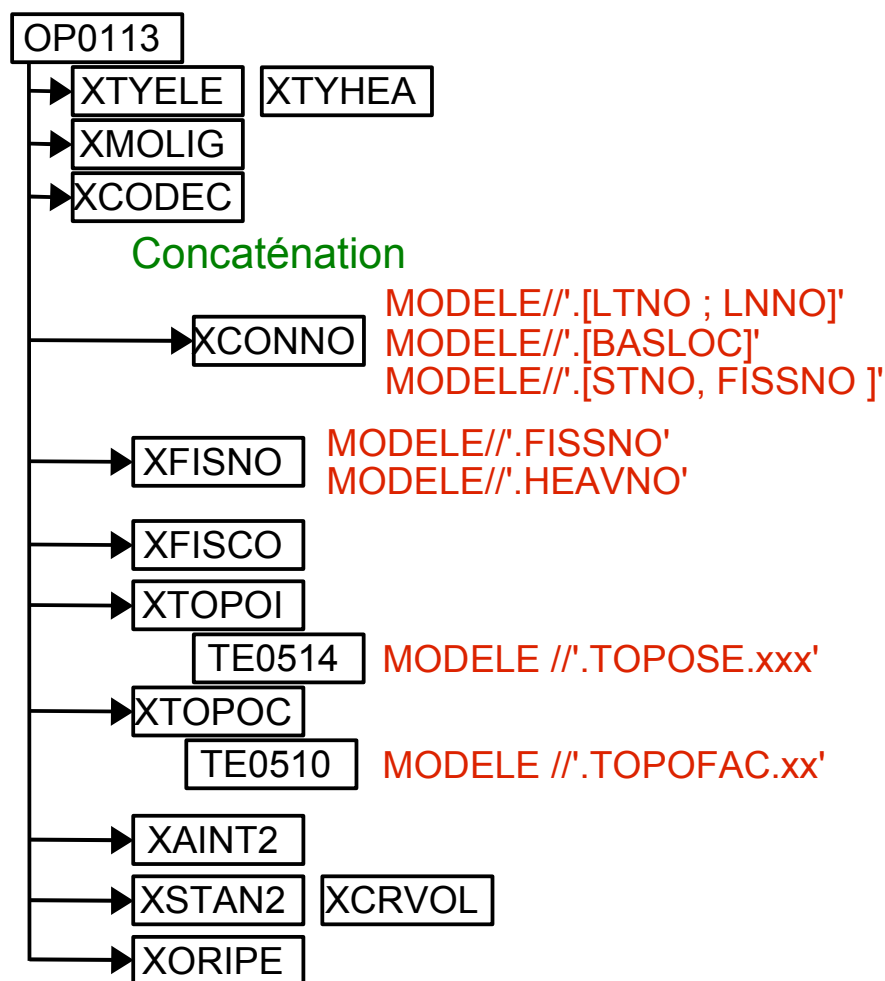 OP0113
XTYELE XTYHEA
XMOLIG
XCODEC
Concaténation
MODELE//'.[LTNO ; LNNO]'
XCONNO MODELE//'.[BASLOC]'
MODELE//'.[STNO, FISSNO ]'
MODELE//'.FISSNO'
XFISNO
MODELE//'.HEAVNO'
XFISCO
XTOPOI
TE0514 MODELE //'.TOPOSE.xxx'
XTOPOC
TE0510 MODELE //'.TOPOFAC.xx'
XAINT2
XSTAN2 XCRVOL
XORIPE